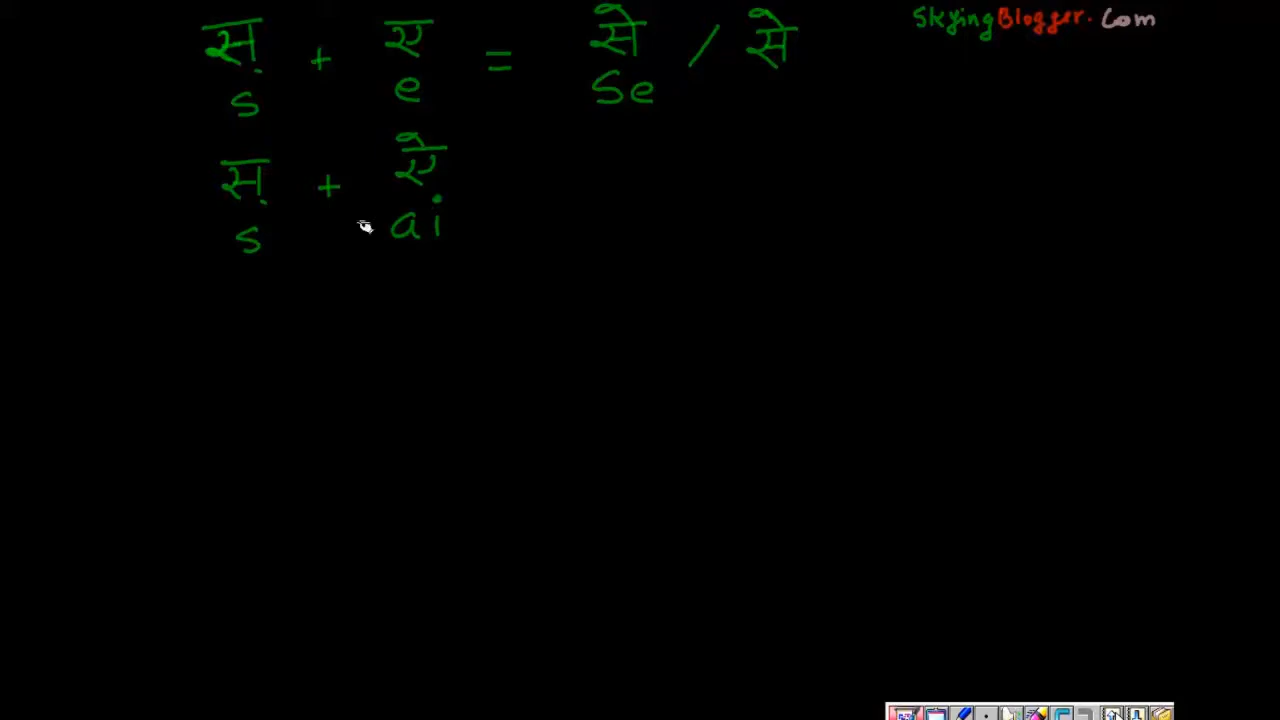 स् + ए = से / से SkyingBlogger.Com
s e Se
स् + ऐ
s ai